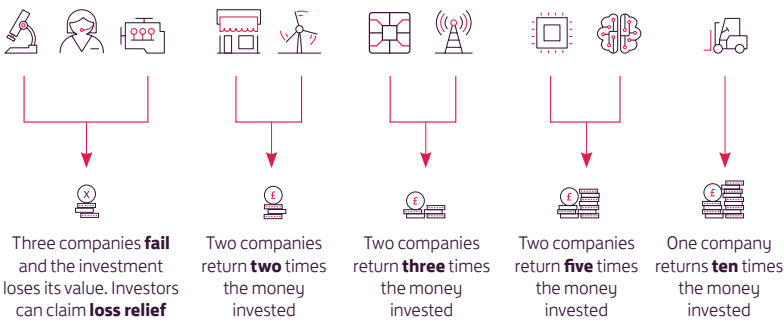 X
£
£
£
£
Three companies fail
and the investment
loses its value. Investors
can claim loss relief
Two companies
return two times
the money
invested
Two companies
return three times
the money
invested
Two companies
return five times
the money
invested
One company
returns ten times
the money
invested